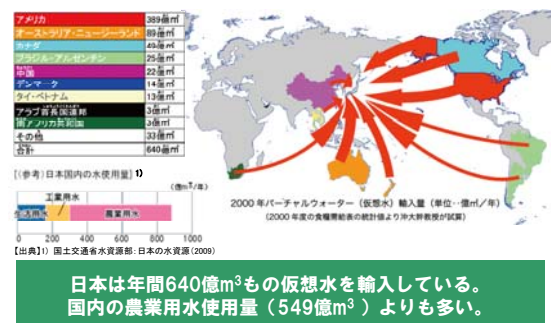 アメリカ 389億㎥
オーストラリア・ニュージーランド 89億㎥
カナダ 49億㎥
ブラジル・アルゼンチン 25億㎥
中国 22億㎥
デンマーク 14億㎥
タイ・ベトナム 13億㎥
アラブ首長国連邦 3億㎥
南アフリカ共和国 3億㎥
その他 33億㎥
合計 640億㎥
[(参考)日本国内の水使用量] 1)
(億m³/年)
工業用水
生活用水 農業用水
0 200 400 600 800 1000
【出典】1) 国土交通省水資源部:日本の水資源(2009)
2000年バーチャルウォーター(仮想水)輸入量(単位‥億㎥/年)
(2000年度の食糧需給表の統計値より沖大幹教授が試算)
日本は年間640億m³もの仮想水を輸入している。
国内の農業用水使用量(549億m³ )よりも多い。